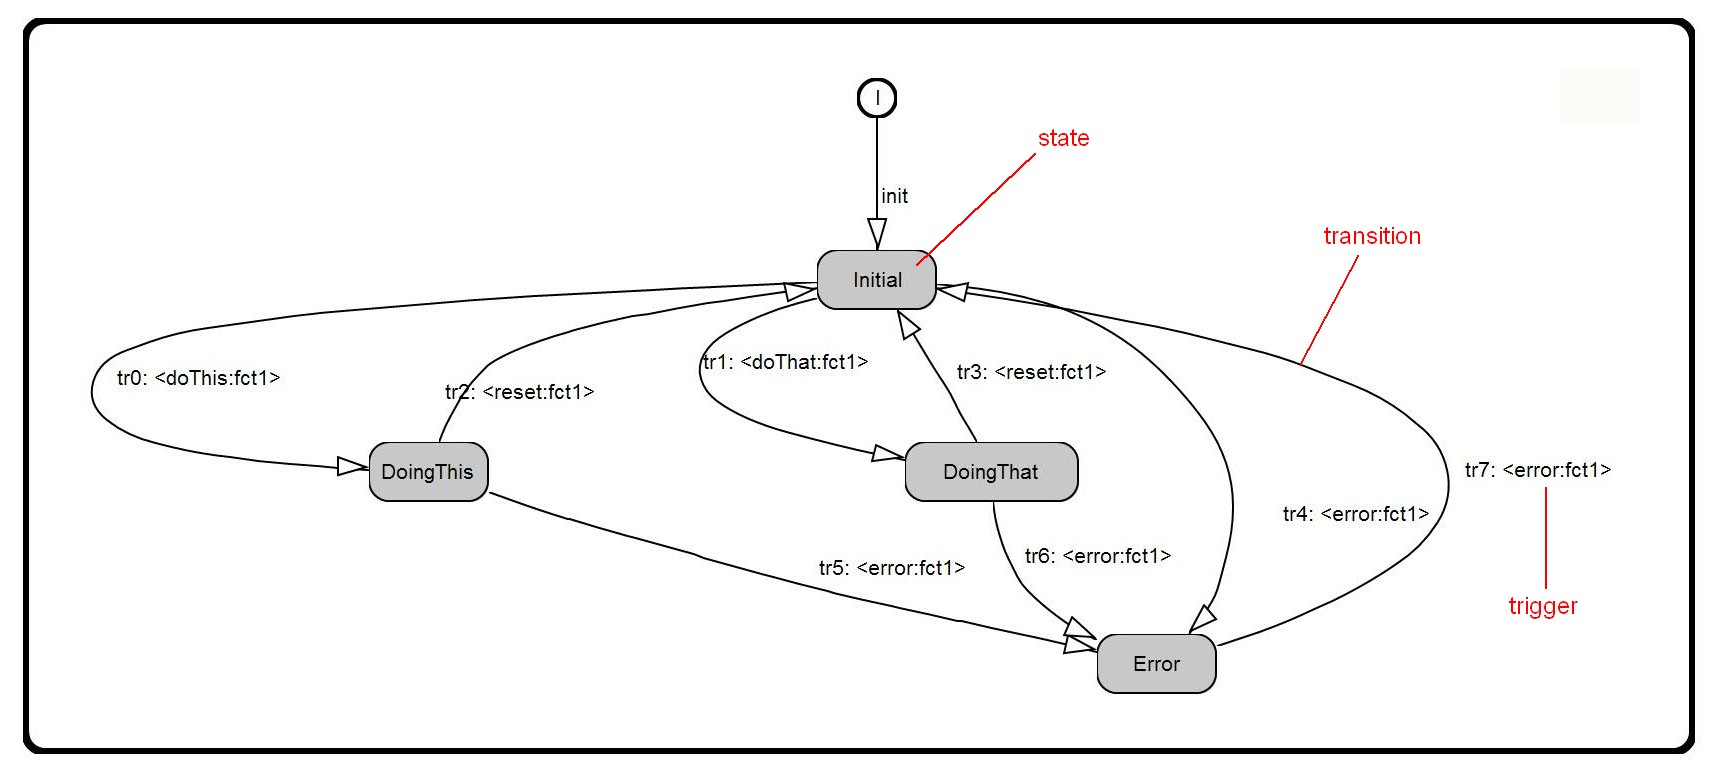 I
state
init
transition
Initial
tr1: <doThat:fct1>
tr3: <reset:fct1>
tr0: <doThis:fct1>
tr2: <reset:fct1>
DoingThis
DoingThat
tr7: <error:fct1>
tr4: <error:fct1>
tr6: <error:fct1>
tr5: <error:fct1>
trigger
Error